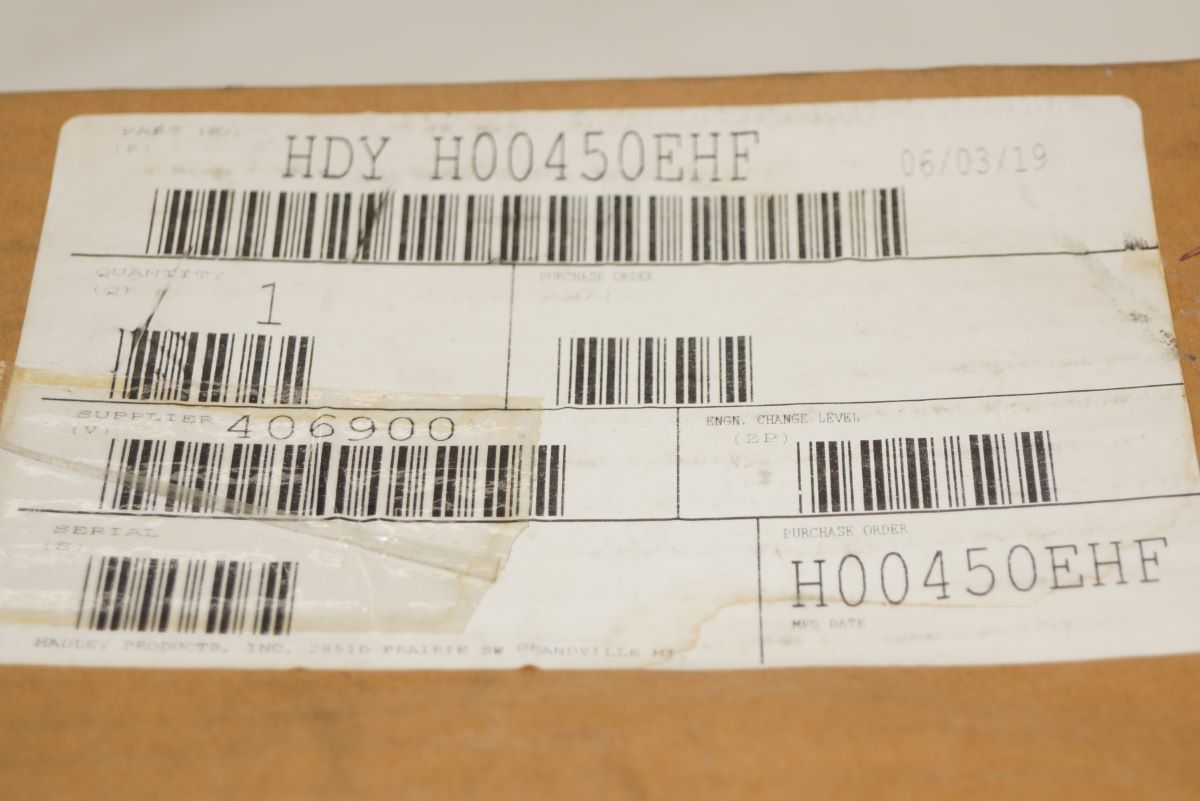 PART NO.
(P)
HDY H00450EHF
06/03/19
QUANTITY
(Q)
1
PURCHASE ORDER
SUPPLIER
(V)
406900
ENGN. CHANGE LEVEL
(ZP)
SERIAL
(S)
PURCHASE ORDER
H00450EHF
MFG DATE
HADLEY PRODUCTS, INC. 2851D PRAIRIE SW GRANDVILLE MI.